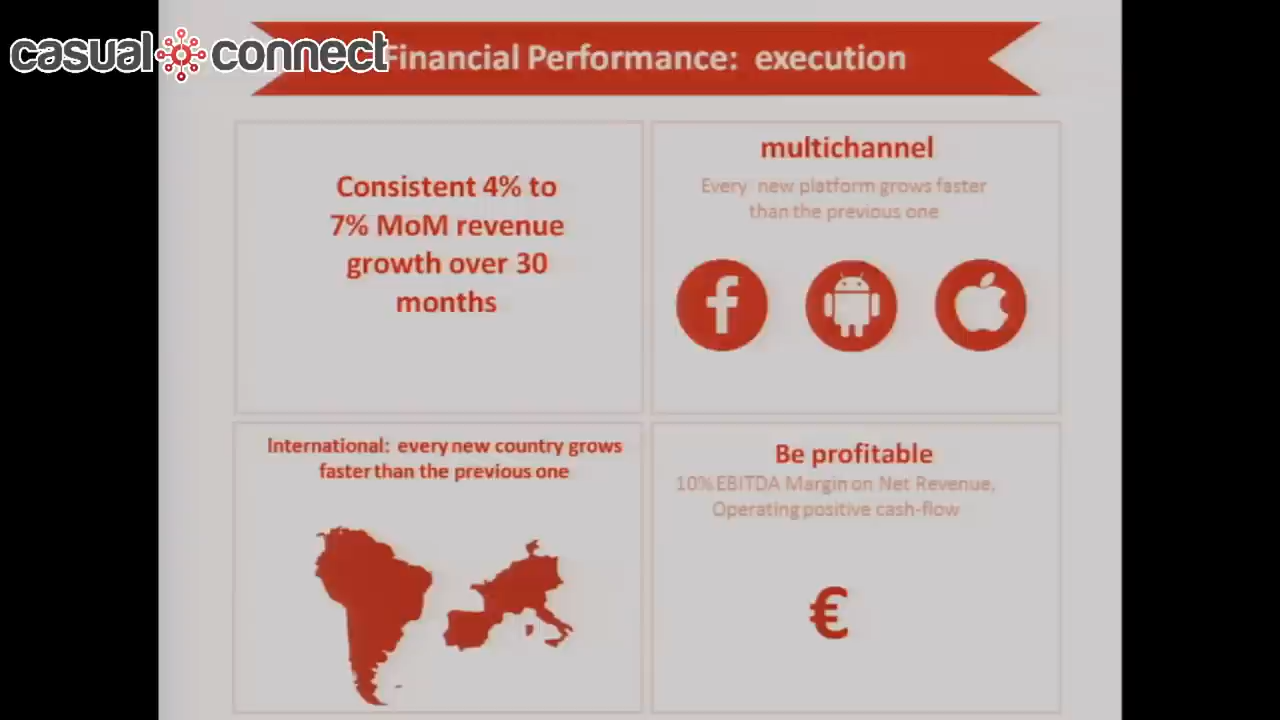 casual connect
Financial Performance: execution
Consistent 4% to
7% MoM revenue
growth over 30
months
multichannel
Every new platform grows faster
than the previous one
International: every new country grows
faster than the previous one
Be profitable
10% EBITDA Margin on Net Revenue,
Operating positive cash-flow
€